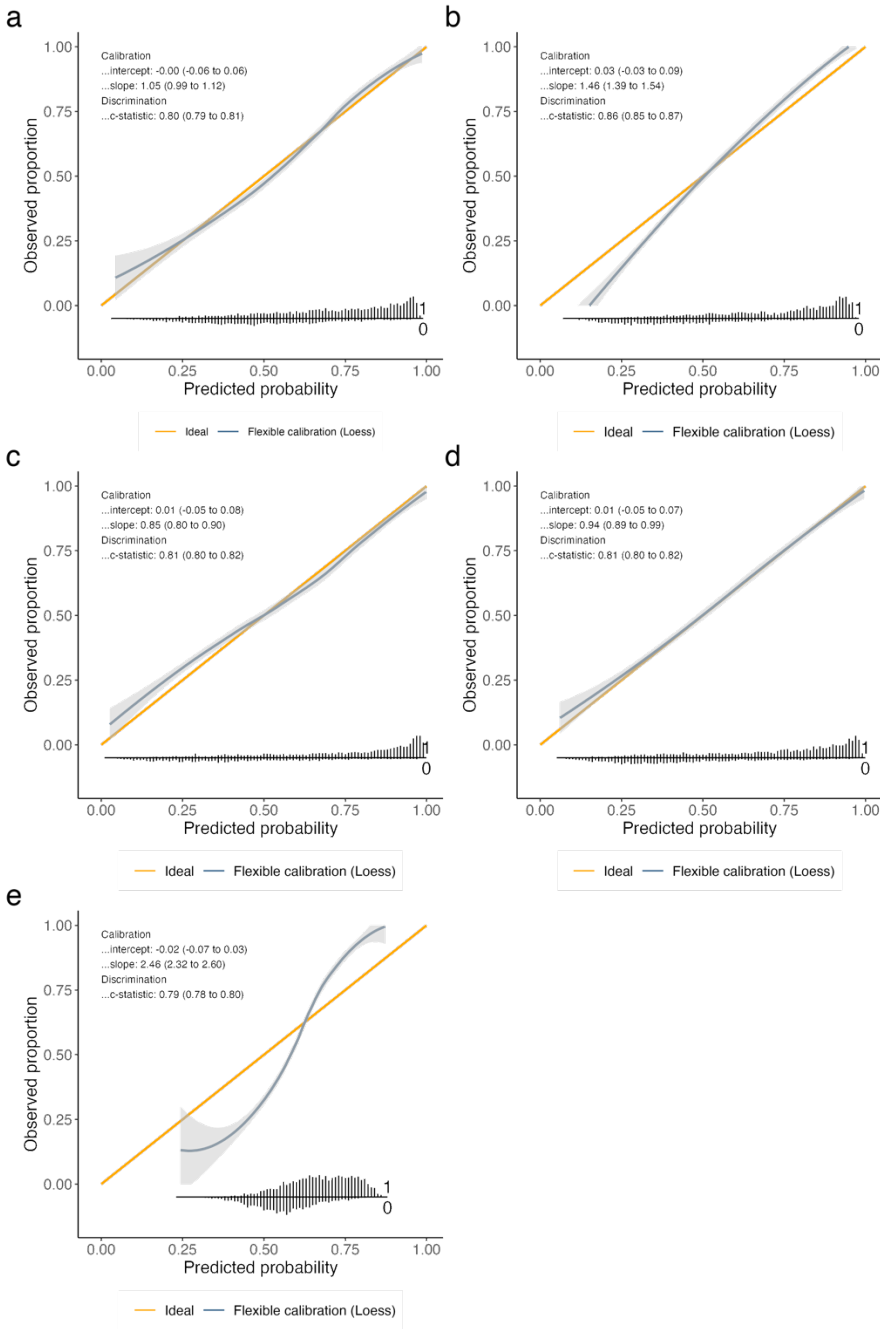 a
1.00
0.75
0.50
0.25
0.00
Observed proportion
Calibration
...intercept: -0.00 (-0.06 to 0.06)
...slope: 1.05 (0.99 to 1.12)
Discrimination
...c-statistic: 0.80 (0.79 to 0.81)
1
0
0.00 0.25 0.50 0.75 1.00
Predicted probability
Ideal Flexible calibration (Loess)
b
1.00
0.75
0.50
0.25
0.00
Observed proportion
Calibration
...intercept: 0.03 (-0.03 to 0.09)
...slope: 1.46 (1.39 to 1.54)
Discrimination
...c-statistic: 0.86 (0.85 to 0.87)
1
0
0.00 0.25 0.50 0.75 1.00
Predicted probability
Ideal Flexible calibration (Loess)
c
1.00
0.75
0.50
0.25
0.00
Observed proportion
Calibration
...intercept: 0.01 (-0.05 to 0.08)
...slope: 0.85 (0.80 to 0.90)
Discrimination
...c-statistic: 0.81 (0.80 to 0.82)
1
0
0.00 0.25 0.50 0.75 1.00
Predicted probability
Ideal Flexible calibration (Loess)
d
1.00
0.75
0.50
0.25
0.00
Observed proportion
Calibration
...intercept: 0.01 (-0.05 to 0.07)
...slope: 0.94 (0.89 to 0.99)
Discrimination
...c-statistic: 0.81 (0.80 to 0.82)
1
0
0.00 0.25 0.50 0.75 1.00
Predicted probability
Ideal Flexible calibration (Loess)
e
1.00
0.75
0.50
0.25
0.00
Observed proportion
Calibration
...intercept: -0.02 (-0.07 to 0.03)
...slope: 2.46 (2.32 to 2.60)
Discrimination
...c-statistic: 0.79 (0.78 to 0.80)
1
0
0.00 0.25 0.50 0.75 1.00
Predicted probability
Ideal Flexible calibration (Loess)